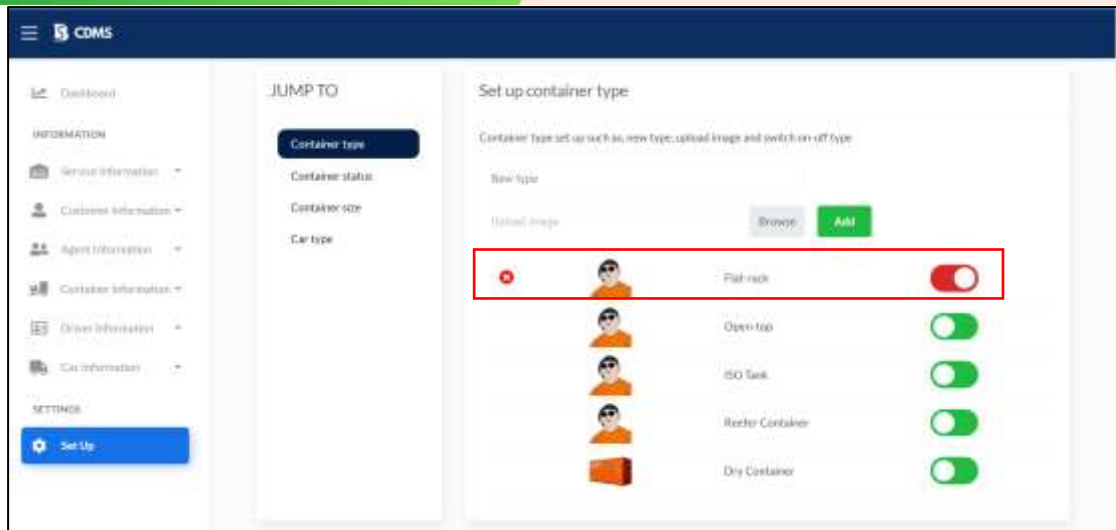 CDMS
Dashboard
INFORMATION
Service Information
Customer Information
Agent Information
Container Information
Driver Information
Car Information
SETTINGS
Set Up
JUMP TO
Container type
Container status
Container size
Car type
Set up container type
Container type set up such as, new type, upload image and switch on-off type
New type
Upload image
Browse
Add
Flat-rack
Open-top
ISO Tank
Reefer Container
Dry Container